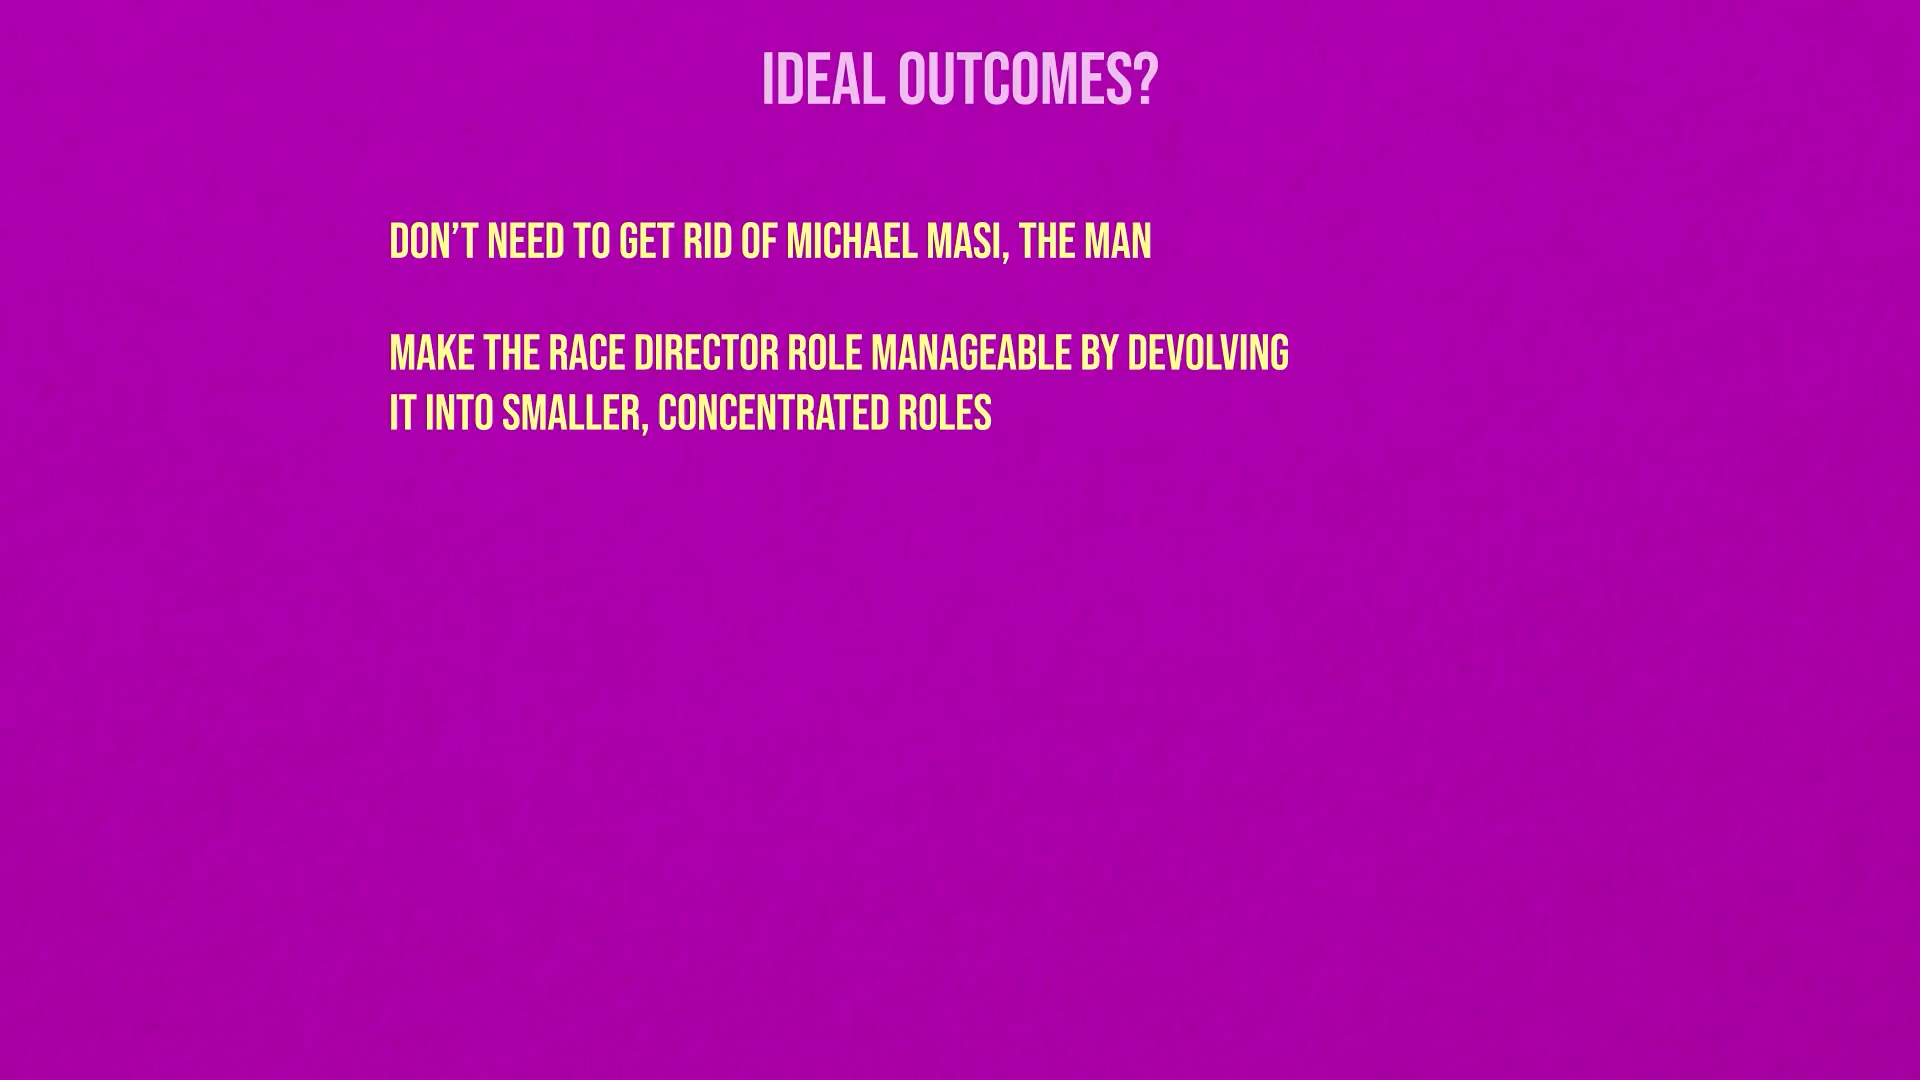 IDEAL OUTCOMES?
DON’T NEED TO GET RID OF MICHAEL MASI, THE MAN
MAKE THE RACE DIRECTOR ROLE MANAGEABLE BY DEVOLVING
IT INTO SMALLER, CONCENTRATED ROLES